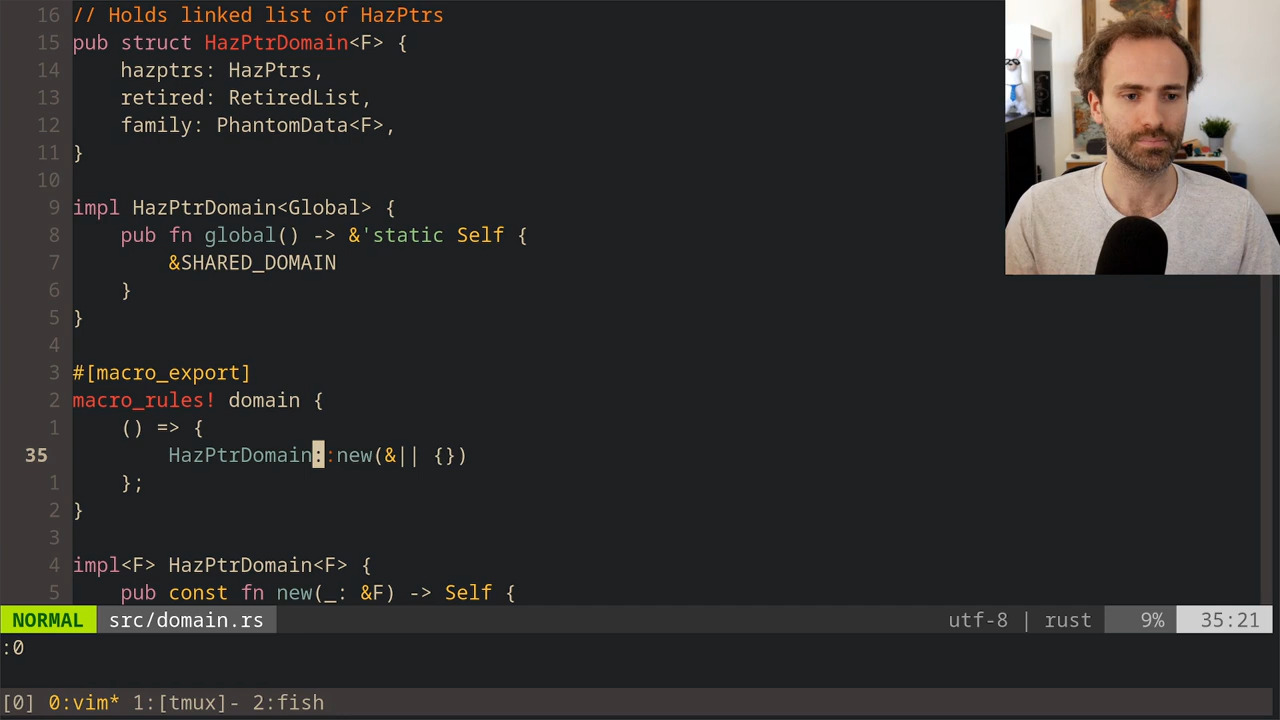 16 // Holds linked list of HazPtrs
15 pub struct HazPtrDomain<F> {
14     hazptrs: HazPtrs,
13     retired: RetiredList,
12     family: PhantomData<F>,
11 }
10
9 impl HazPtrDomain<Global> {
8     pub fn global() -> &'static Self {
7         &SHARED_DOMAIN
6     }
5 }
4
3 #[macro_export]
2 macro_rules! domain {
1     () => {
35         HazPtrDomain::new(&|| {})
1     };
2 }
3
4 impl<F> HazPtrDomain<F> {
5     pub const fn new(_: &F) -> Self {
NORMAL src/domain.rs utf-8 | rust 9% 35:21
:0
[0] 0:vim* 1:[tmux]- 2:fish